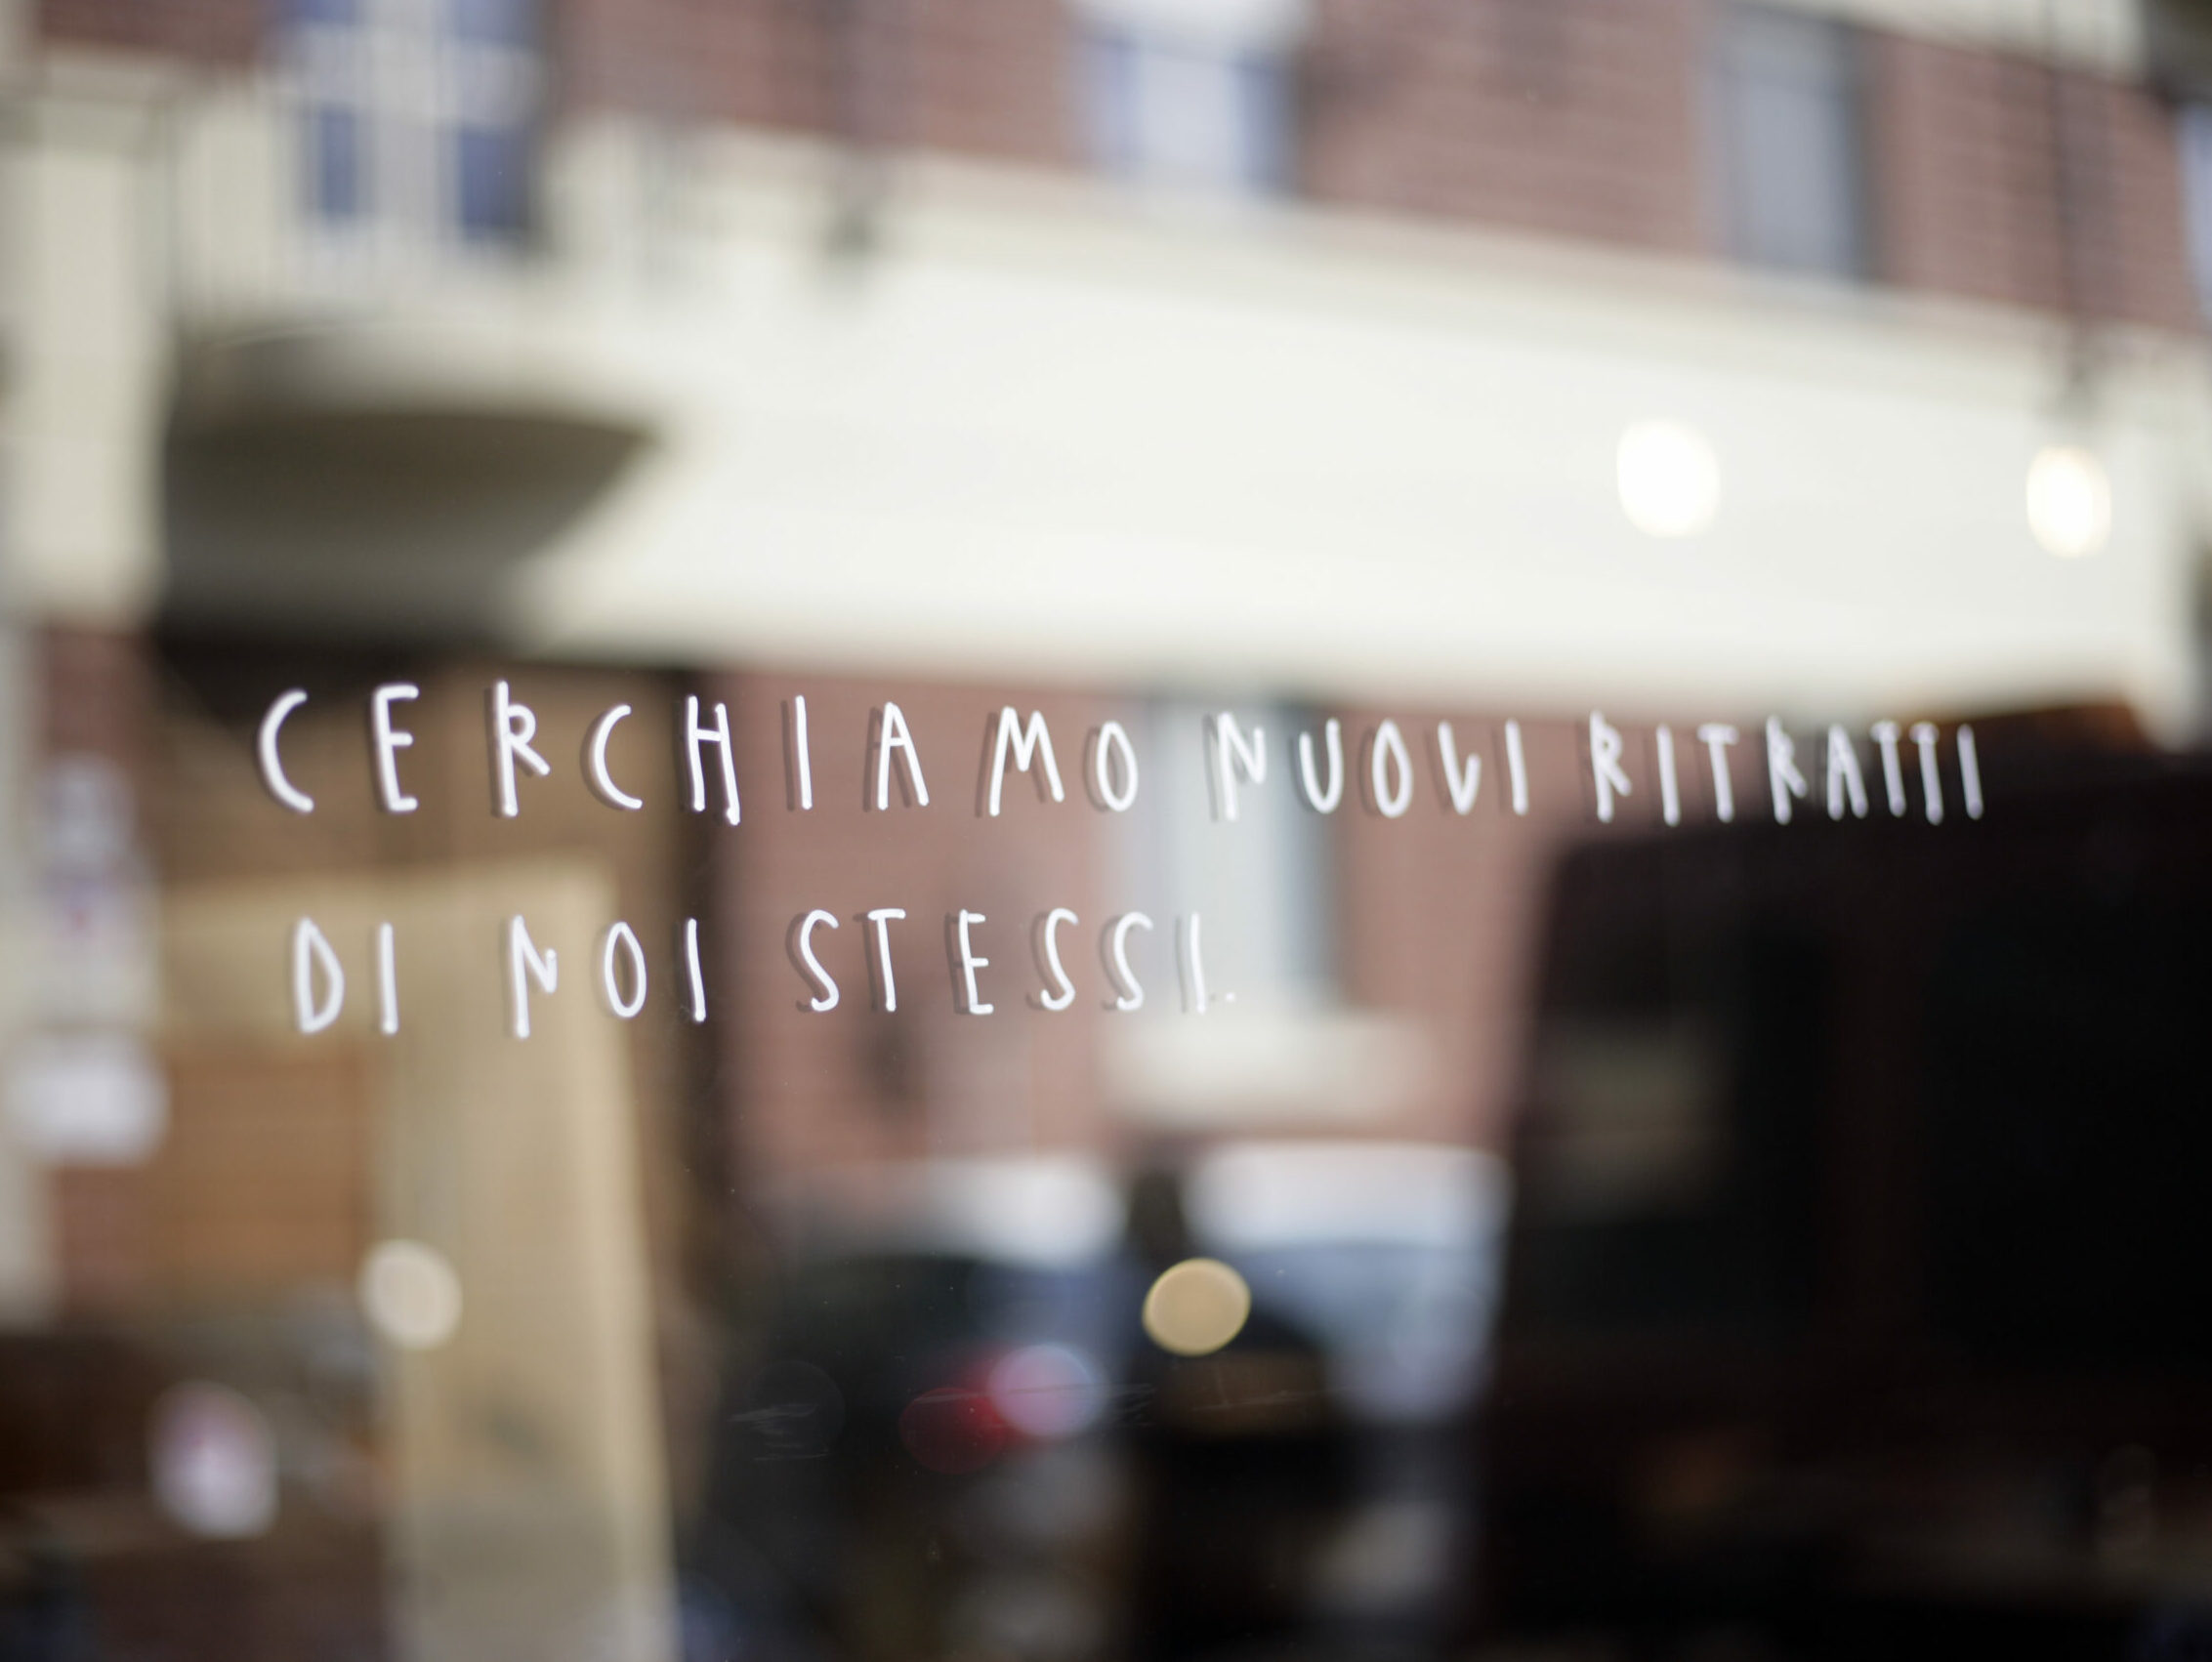 CERCHIAMO NUOVI RITRATTI
DI NOI STESSI.